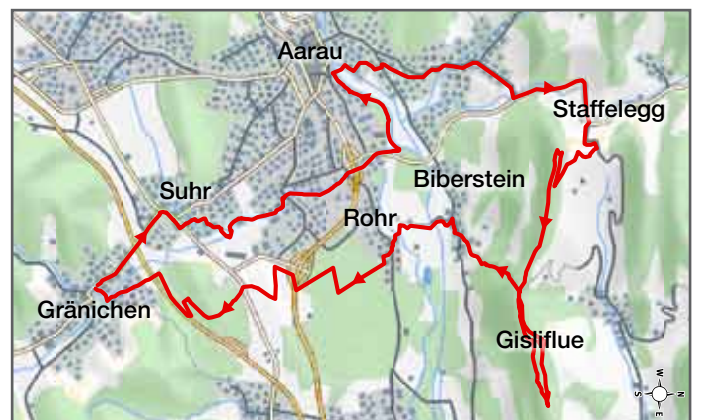 Aarau
Staffelegg
Biberstein
Suhr
Rohr
Gränichen
Gisliflue
W
S
N
E